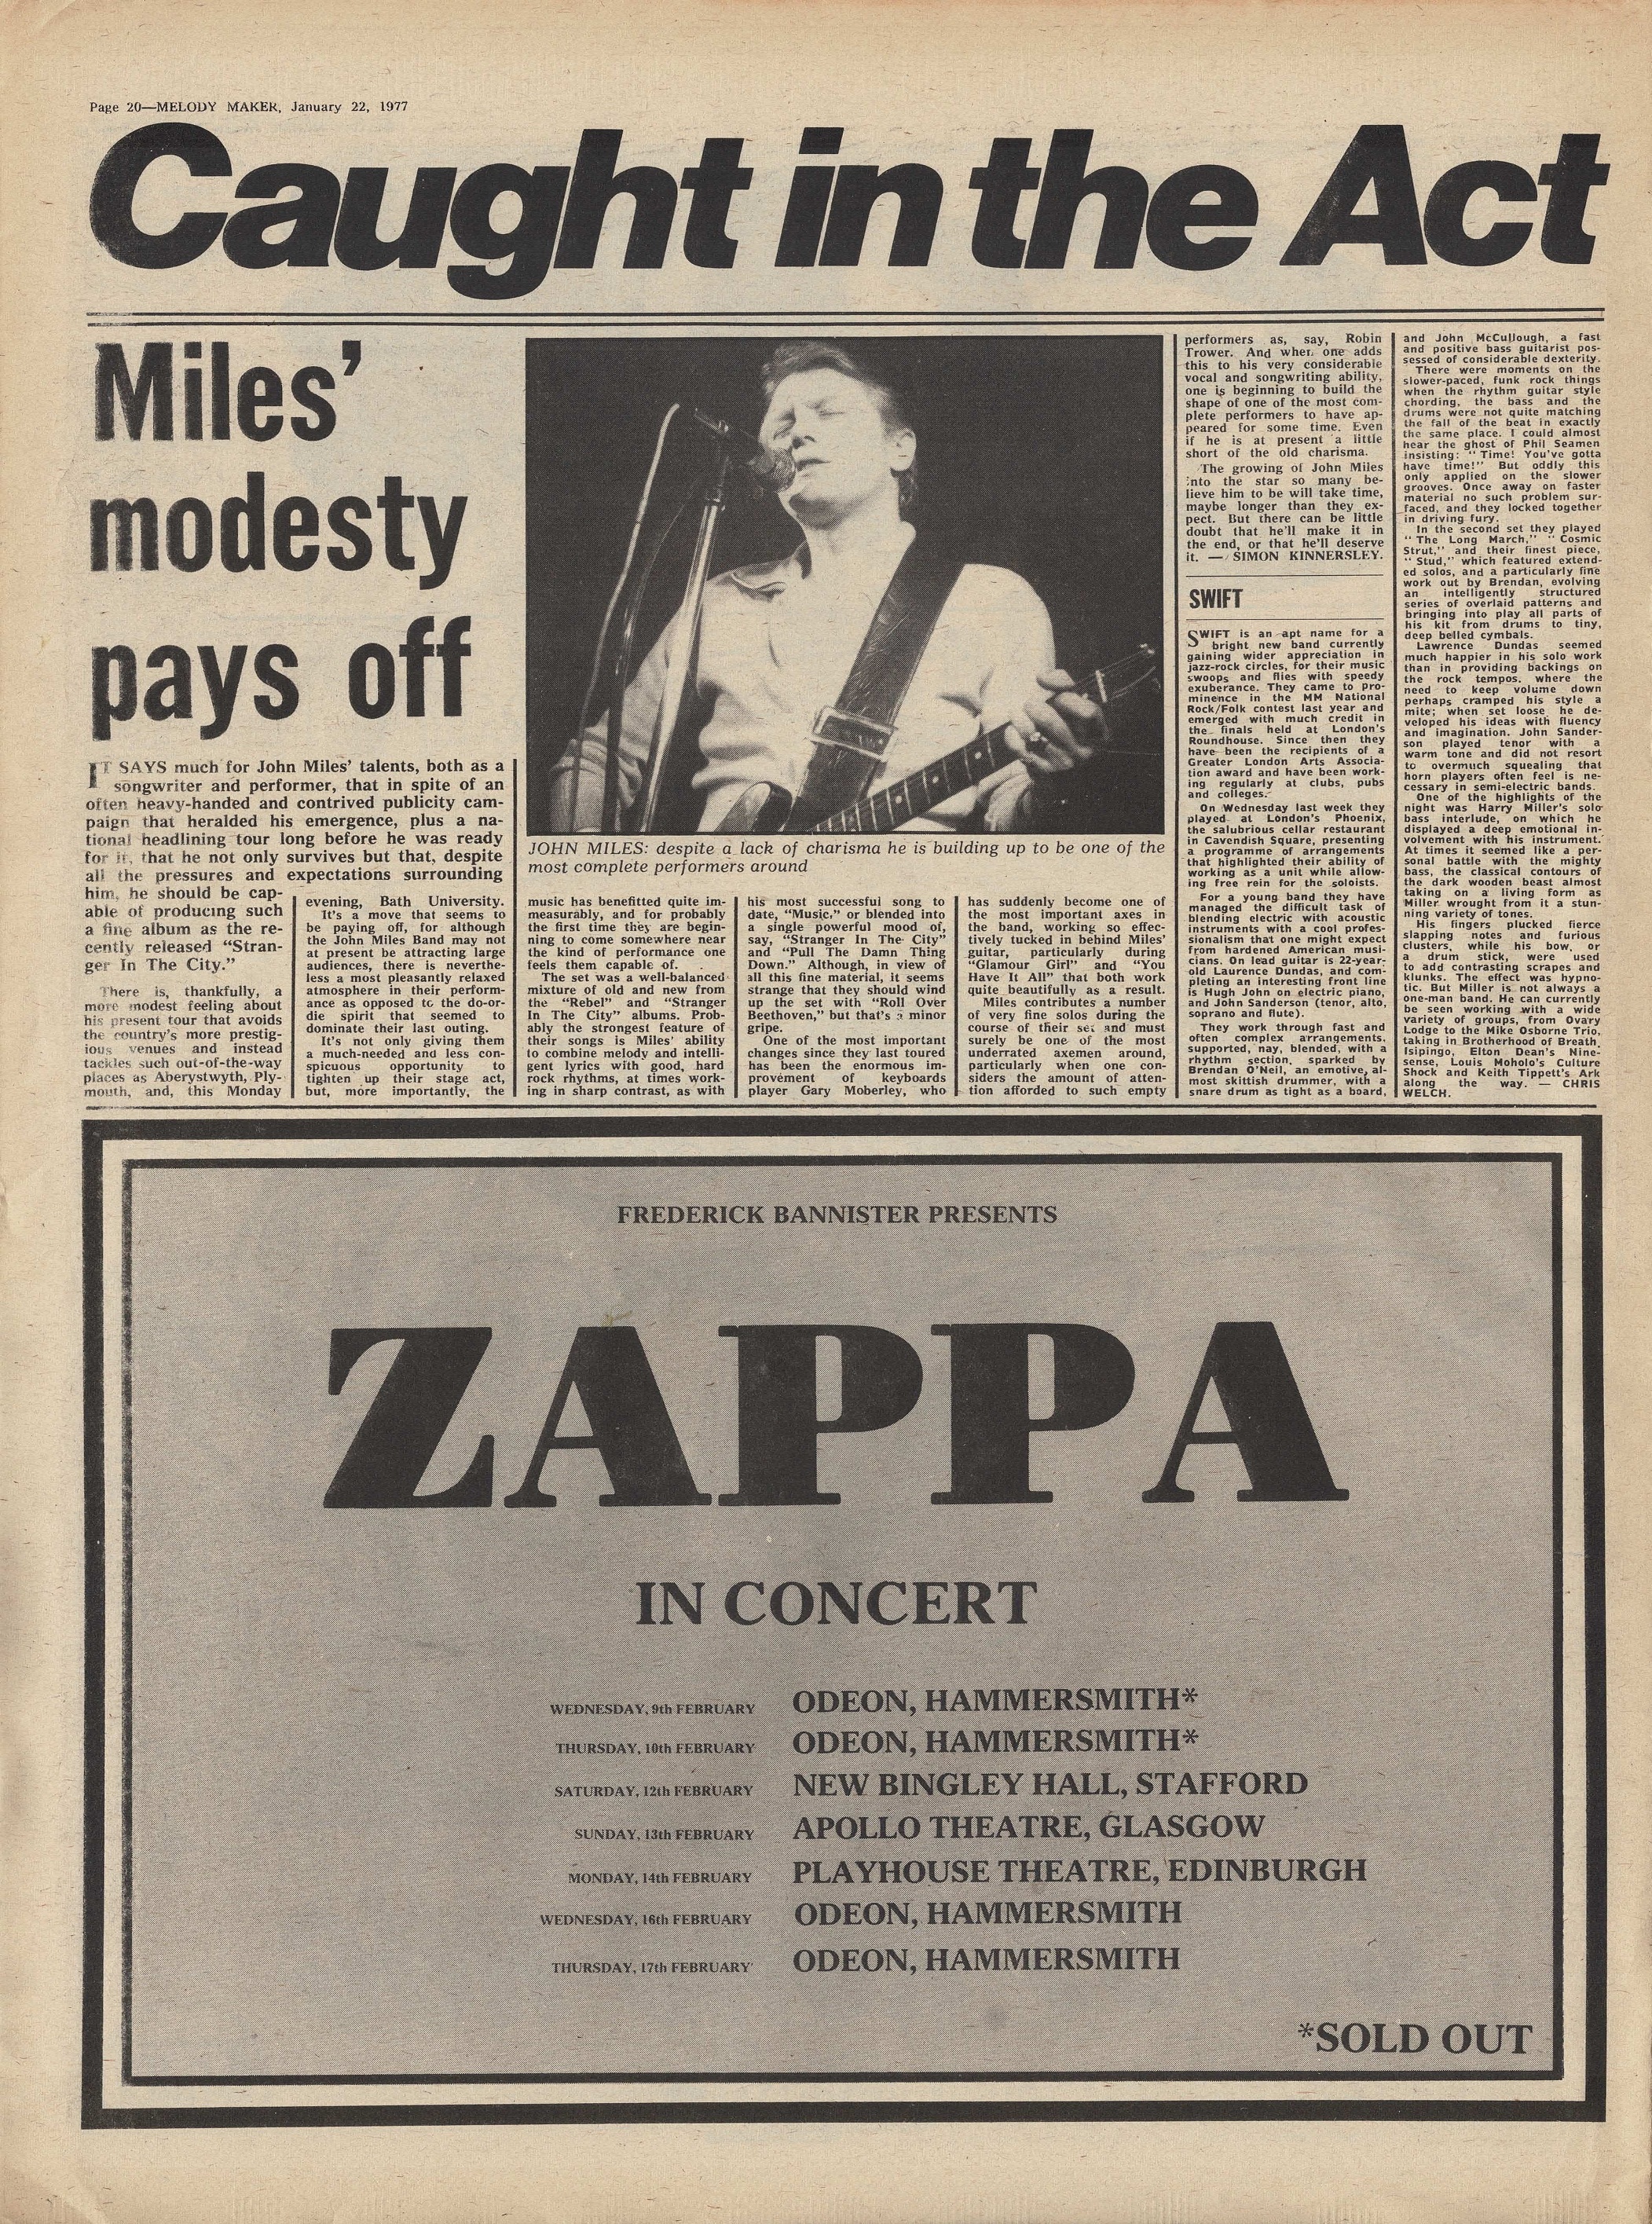 Page 20—MELODY MAKER, January 22, 1977
Caught in the Act
Miles’
modesty
pays off
IT SAYS much for John Miles’ talents, both as a
songwriter and performer, that in spite of an
often heavy-handed and contrived publicity cam-
paign that heralded his emergence, plus a na-
tional headlining tour long before he was ready
for it, that he not only survives but that, despite
all the pressures and expectations surrounding
him, he should be cap-
able of producing such
a fine album as the re-
cently released “Stran-
ger In The City.”
There is, thankfully, a
more modest feeling about
his present tour that avoids
the country’s more prestig-
ious venues and instead
tackles such out-of-the-way
places as Aberystwyth, Ply-
mouth, and, this Monday
evening, Bath University.
It’s a move that seems to
be paying off, for although
the John Miles Band may not
at present be attracting large
audiences, there is neverthe-
less a most pleasantly relaxed
atmosphere in their perform-
ance as opposed to the do-or-
die spirit that seemed to
dominate their last outing.
It’s not only giving them
a much-needed and less con-
spicuous opportunity to
tighten up their stage act,
but, more importantly, the
JOHN MILES: despite a lack of charisma he is building up to be one of the
most complete performers around
music has benefitted quite im-
measurably, and for probably
the first time they are begin-
ning to come somewhere near
the kind of performance one
feels them capable of.
The set was a well-balanced
mixture of old and new from
the “Rebel” and “Stranger
In The City” albums. Prob-
ably the strongest feature of
their songs is Miles’ ability
to combine melody and intelli-
gent lyrics with good, hard
rock rhythms, at times work-
ing in sharp contrast, as with
his most successful song to
date, “Music,” or blended into
a single powerful mood of,
say, “Stranger In The City”
and “Pull The Damn Thing
Down.” Although, in view of
all this fine material, it seems
strange that they should wind
up the set with “Roll Over
Beethoven,” but that’s a minor
gripe.
One of the most important
changes since they last toured
has been the enormous im-
provement of keyboards
player Gary Moberley, who
has suddenly become one of
the most important axes in
the band, working so effec-
tively tucked in behind Miles’
guitar, particularly during
“Glamour Girl” and “You
Have It All” that both work
quite beautifully as a result.
Miles contributes a number
of very fine solos during the
course of their set and must
surely be one of the most
underrated axemen around,
particularly when one con-
siders the amount of atten-
tion afforded to such empty
performers as, say, Robin
Trower. And when one adds
this to his very considerable
vocal and songwriting ability,
one is beginning to build the
shape of one of the most com-
plete performers to have ap-
peared for some time. Even
if he is at present a little
short of the old charisma.
The growing of John Miles
into the star so many be-
lieve him to be will take time,
maybe longer than they ex-
pect. But there can be little
doubt that he’ll make it in
the end, or that he’ll deserve
it. — SIMON KINNERSLEY.
SWIFT
SWIFT is an apt name for a
bright new band currently
gaining wider appreciation in
jazz-rock circles, for their music
swoops and flies with speedy
exuberance. They came to pro-
minence in the MM National
Rock/Folk contest last year and
emerged with much credit in
the finals held at London’s
Roundhouse. Since then they
have been the recipients of a
Greater London Arts Associa-
tion award and have been work-
ing regularly at clubs, pubs
and colleges.
On Wednesday last week they
played at London’s Phoenix,
the salubrious cellar restaurant
in Cavendish Square, presenting
a programme of arrangements
that highlighted their ability of
working as a unit while allow-
ing free rein for the soloists.
For a young band they have
managed the difficult task of
blending electric with acoustic
instruments with a cool profes-
sionalism that one might expect
from hardened American musi-
cians. On lead guitar is 22-year-
old Laurence Dundas, and com-
pleting an interesting front line
is Hugh John on electric piano,
and John Sanderson (tenor, alto,
soprano and flute).
They work through fast and
often complex arrangements,
supported, nay, blended, with a
rhythm section, sparked by
Brendan O’Neil, an emotive, al-
most skittish drummer, with a
snare drum as tight as a board,
and John McCullough, a fast
and positive bass guitarist pos-
sessed of considerable dexterity.
There were moments on the
slower-paced, funk rock things
when the rhythm guitar style
chording, the bass and the
drums were not quite matching
the fall of the beat in exactly
the same place. I could almost
hear the ghost of Phil Seamen
insisting: “Time! You’ve gotta
have time!” But oddly this
only applied on the slower
grooves. Once away on faster
material no such problem sur-
faced, and they locked together
in driving fury.
In the second set they played
“The Long March,” “Cosmic
Strut,” and their finest piece,
“Stud,” which featured extend-
ed solos, and a particularly fine
work out by Brendan, evolving
an intelligently structured
series of overlaid patterns and
bringing into play all parts of
his kit from drums to tiny,
deep belled cymbals.
Lawrence Dundas seemed
much happier in his solo work
than in providing backings on
the rock tempos, where the
need to keep volume down
perhaps cramped his style a
mite; when set loose he de-
veloped his ideas with fluency
and imagination. John Sander-
son played tenor with a
warm tone and did not resort
to overmuch squealing that
horn players often feel is ne-
cessary in semi-electric bands.
One of the highlights of the
night was Harry Miller’s solo
bass interlude, on which he
displayed a deep emotional in-
volvement with his instrument.
At times it seemed like a per-
sonal battle with the mighty
bass, the classical contours of
the dark wooden beast almost
taking on a living form as
Miller wrought from it a stun-
ning variety of tones.
His fingers plucked fierce
slapping notes and furious
clusters, while his bow, or
a drum stick, were used
to add contrasting scrapes and
klunks. The effect was hypno-
tic. But Miller is not always a
one-man band. He can currently
be seen working with a wide
variety of groups, from Ovary
Lodge to the Mike Osborne Trio,
taking in Brotherhood of Breath,
Isipingo, Elton Dean’s Nine-
sense, Louis Moholo’s Culture
Shock and Keith Tippett’s Ark
along the way. — CHRIS
WELCH.
FREDERICK BANNISTER PRESENTS
ZAPPA
IN CONCERT
WEDNESDAY, 9th FEBRUARY ODEON, HAMMERSMITH*
THURSDAY, 10th FEBRUARY ODEON, HAMMERSMITH*
SATURDAY, 12th FEBRUARY NEW BINGLEY HALL, STAFFORD
SUNDAY, 13th FEBRUARY APOLLO THEATRE, GLASGOW
MONDAY, 14th FEBRUARY PLAYHOUSE THEATRE, EDINBURGH
WEDNESDAY, 16th FEBRUARY ODEON, HAMMERSMITH
THURSDAY, 17th FEBRUARY ODEON, HAMMERSMITH
*SOLD OUT